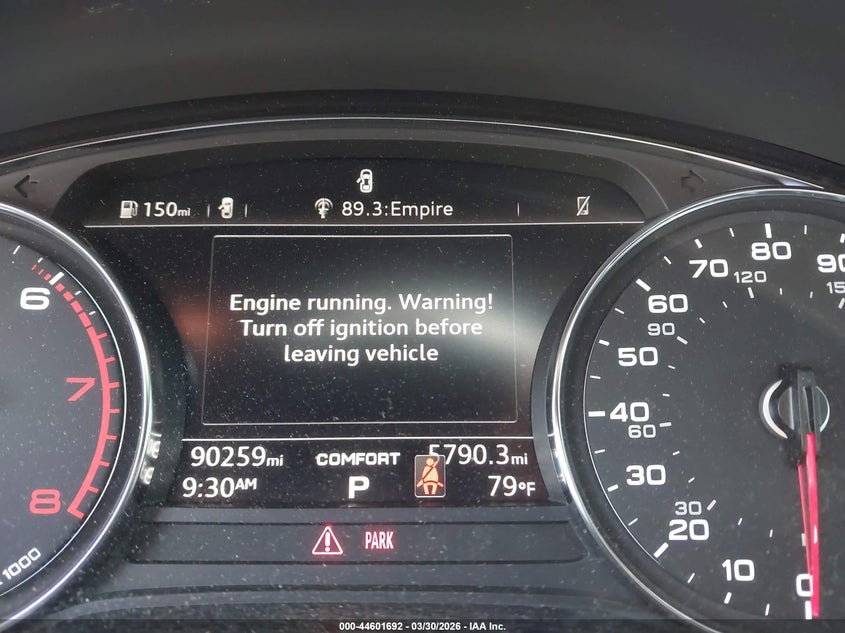 150mi
89.3:Empire
Engine running. Warning!
Turn off ignition before
leaving vehicle
90259mi COMFORT 5790.3mi
9:30AM P 79°F
PARK
6
7
8
1000
90
80
70
120
60
90
50
40
60
30
30
20
10
0
000-44601692 - 03/30/2026 - IAA Inc.